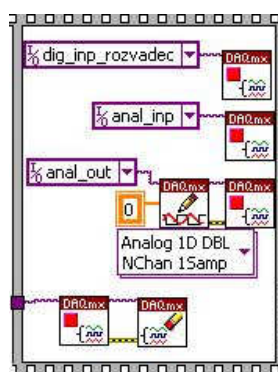 dig_inp_rozvadec
DAQmx
anal_inp
DAQmx
anal_out
DAQmx
DAQmx
0
Analog 1D DBL
NChan 1Samp
DAQmx
DAQmx